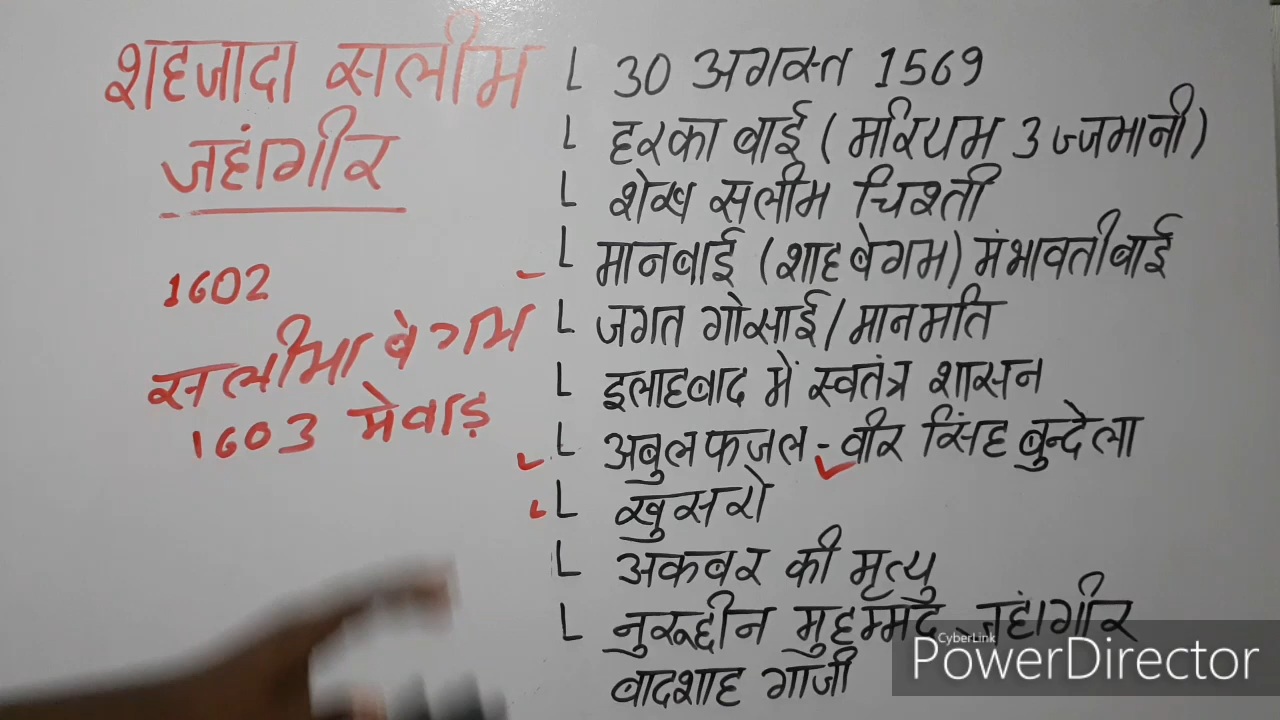 शहजादा सलीम
जहांगीर
1602
सलीमा बेगम
1603 मेवाड़
30 अगस्त 1569
हरका बाई (मरियम उज्जमानी)
शेख सलीम चिश्ती
मानबाई (शाह बेगम) मंभावतीबाई
जगत गोसाई/मानमति
इलाहबाद में स्वतंत्र शासन
अबुल फजल - वीर सिंह बुन्देला
खुसरो
अकबर की मृत्यु
नुरूद्दीन मुहम्मद जहांगीर
बादशाह गाजी
CyberLink
PowerDirector